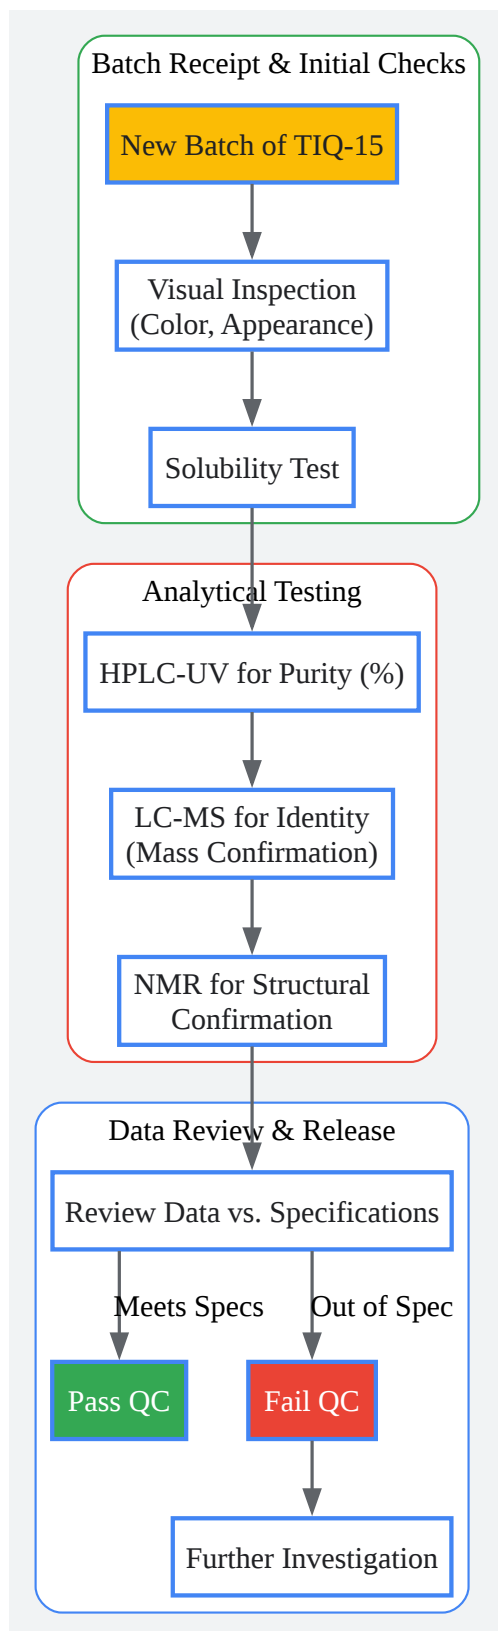 Batch Receipt & Initial Checks
New Batch of TIQ-15
Visual Inspection
(Color, Appearance)
Solubility Test
Analytical Testing
HPLC-UV for Purity (%)
LC-MS for Identity
(Mass Confirmation)
NMR for Structural
Confirmation
Data Review & Release
Review Data vs. Specifications
Meets Specs
Out of Spec
Pass QC
Fail QC
Further Investigation